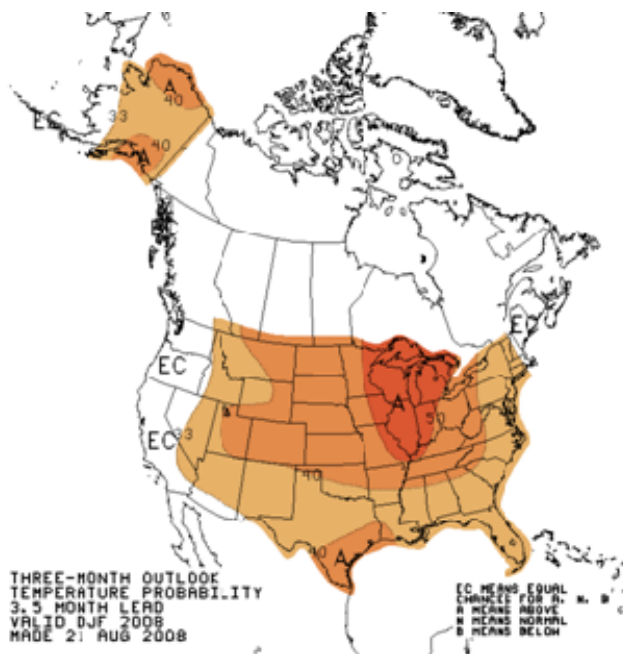 A
40
33
EC
40
A
EC
EC
A
50
EC
33
40
A
THREE-MONTH OUTLOOK
TEMPERATURE PROBABILITY
3.5 MONTH LEAD
VALID DJF 2008
MADE 21 AUG 2008
EC MEANS EQUAL
CHANCES FOR A, N, B
A MEANS ABOVE
N MEANS NORMAL
B MEANS BELOW